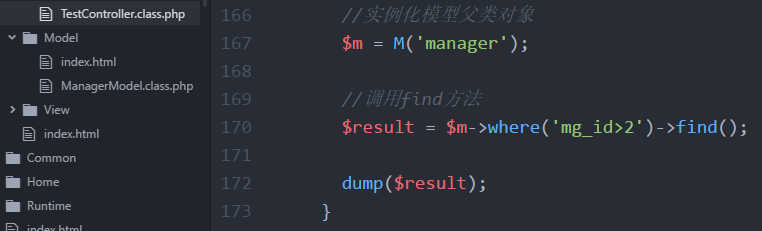 TestController.class.php
Model
index.html
ManagerModel.class.php
View
index.html
Common
Home
Runtime
index.html
166 //实例化模型父类对象
167 $m = M('manager');
168
169 //调用find方法
170 $result = $m->where('mg_id>2')->find();
171
172 dump($result);
173 }